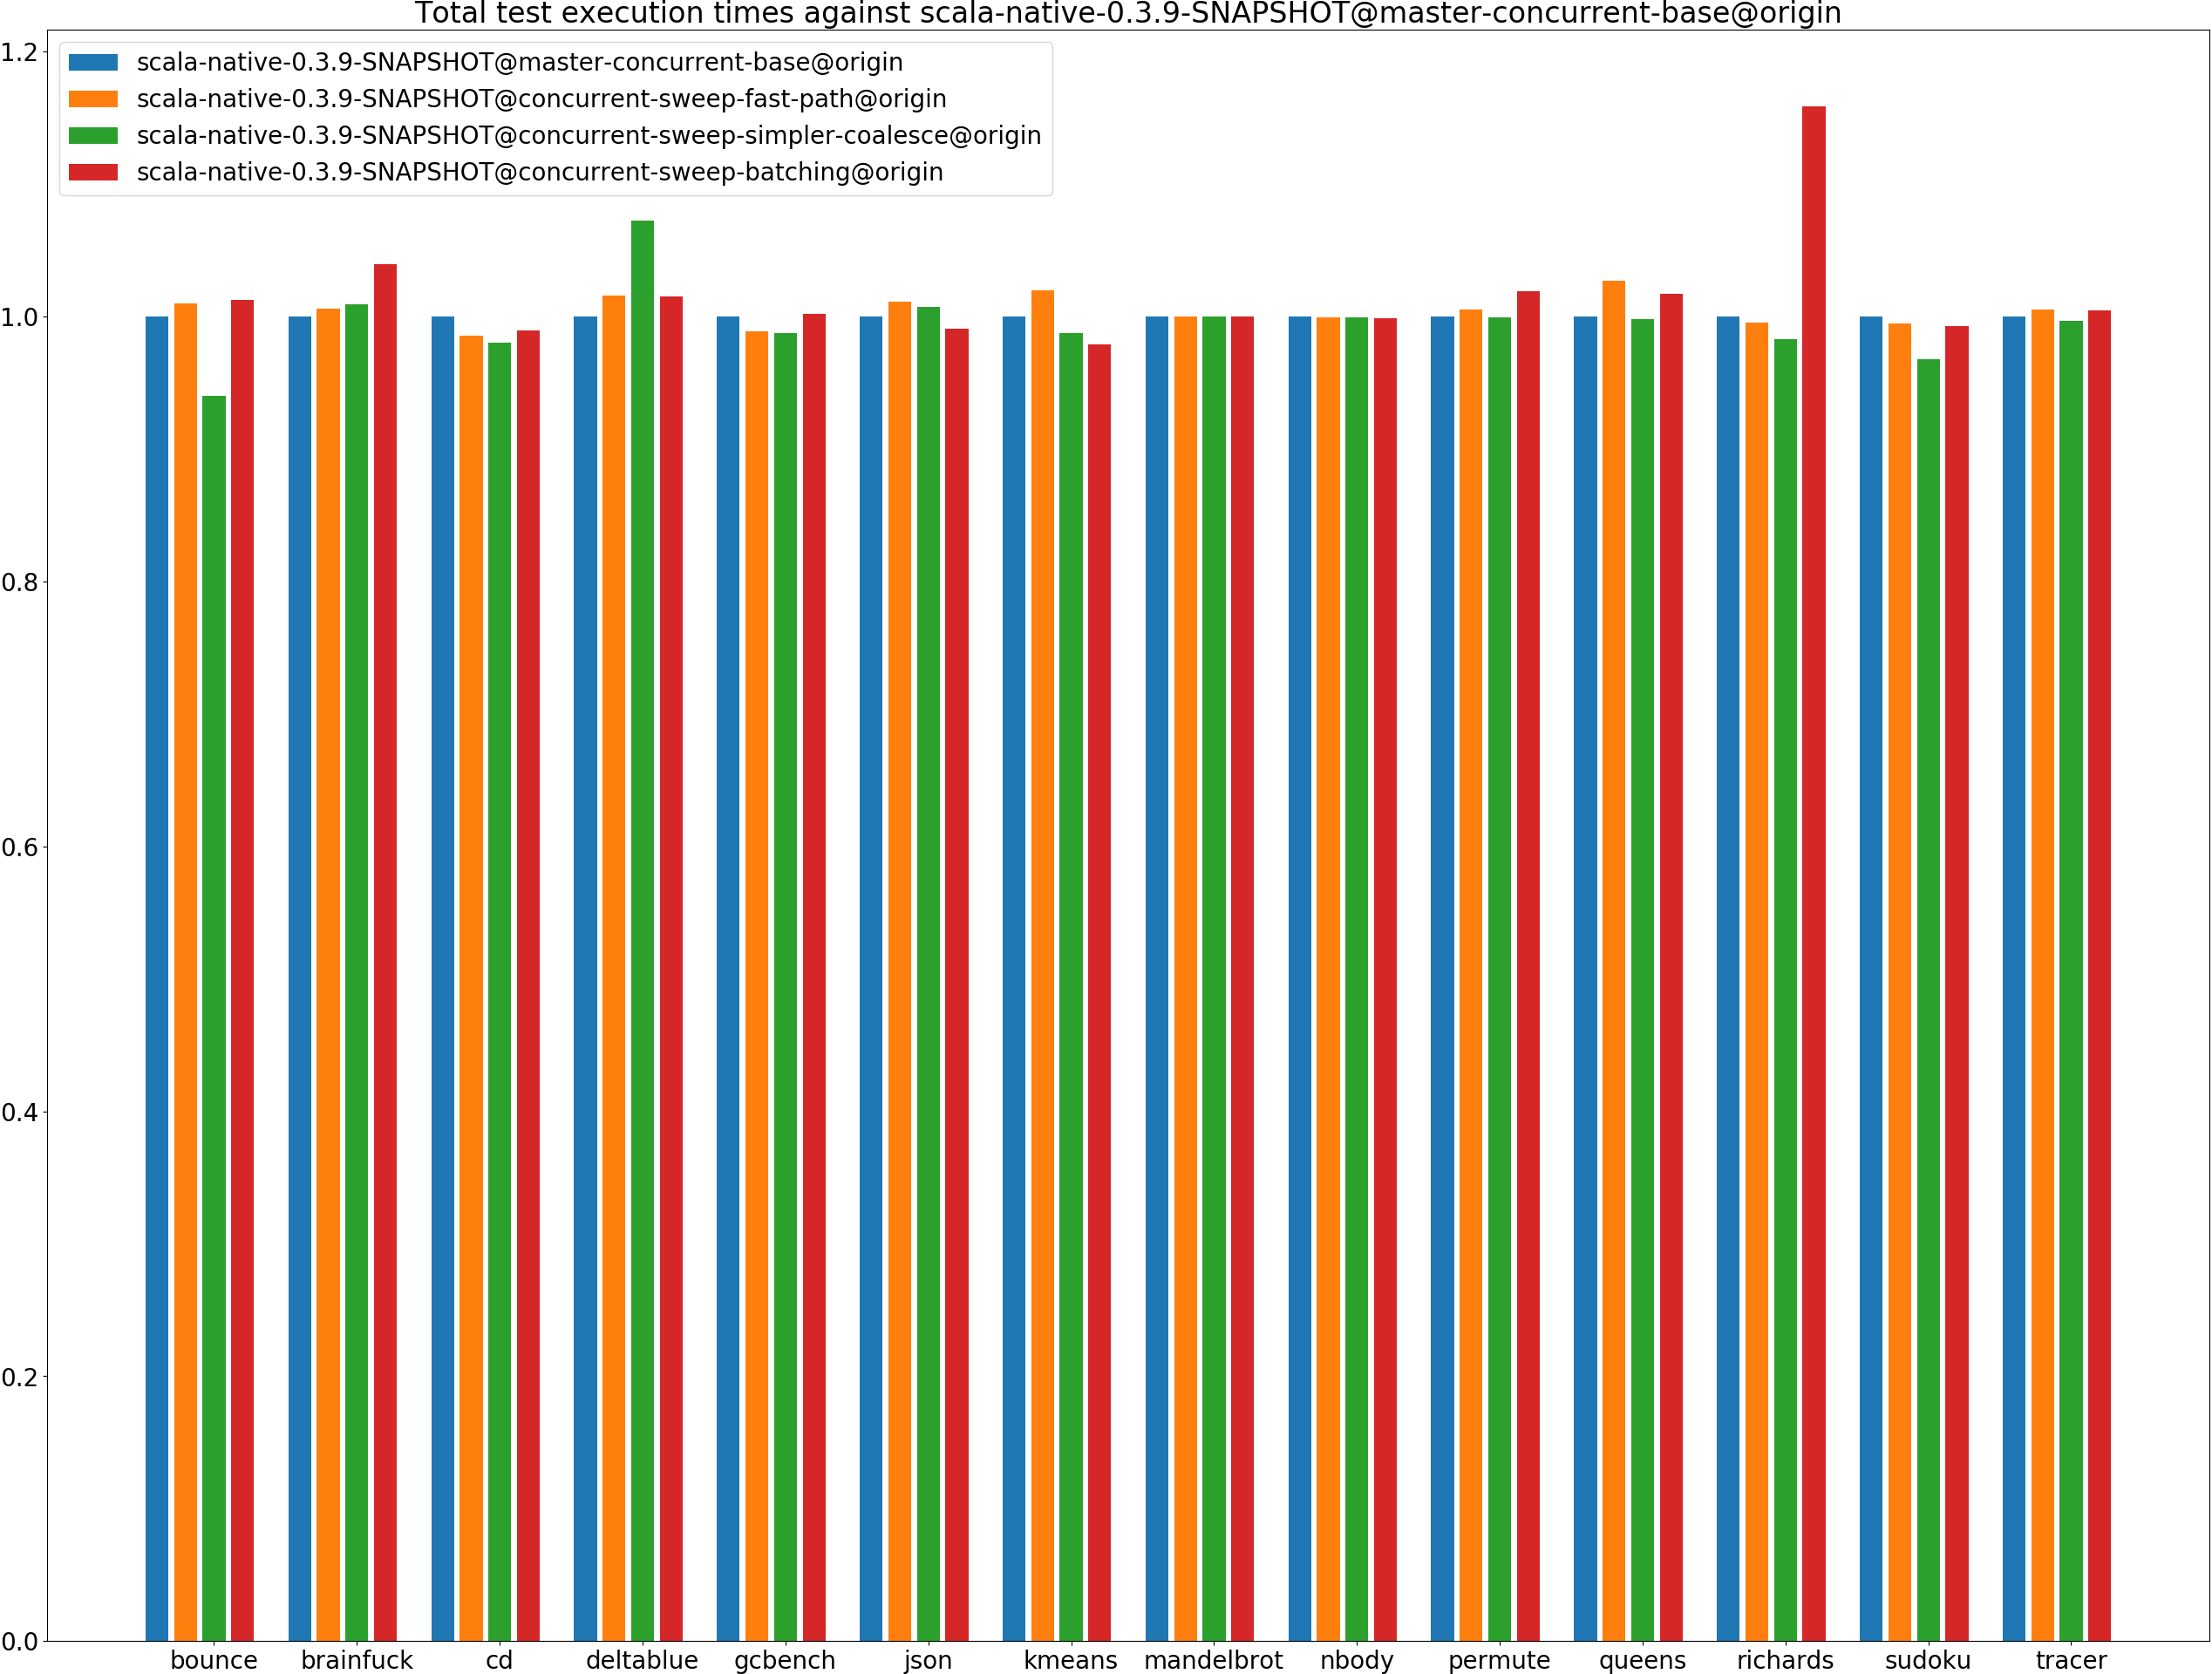 Total test execution times against scala-native-0.3.9-SNAPSHOT@master-concurrent-base@origin
scala-native-0.3.9-SNAPSHOT@master-concurrent-base@origin
scala-native-0.3.9-SNAPSHOT@concurrent-sweep-fast-path@origin
scala-native-0.3.9-SNAPSHOT@concurrent-sweep-simpler-coalesce@origin
scala-native-0.3.9-SNAPSHOT@concurrent-sweep-batching@origin
1.2
1.0
0.8
0.6
0.4
0.2
0.0
bounce brainfuck cd deltablue gcbench json kmeans mandelbrot nbody permute queens richards sudoku tracer